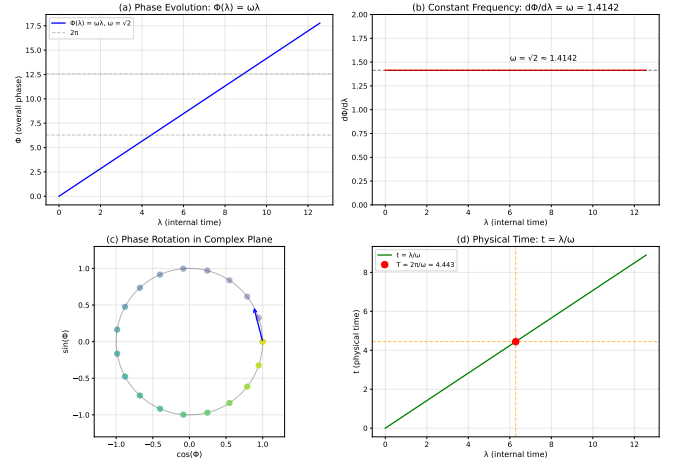 (a) Phase Evolution: Φ(λ) = ωλ
Φ(λ) = ωλ, ω = √2
2π
17.5
15.0
12.5
10.0
7.5
5.0
2.5
0.0
Φ (overall phase)
0 2 4 6 8 10 12
λ (internal time)
(b) Constant Frequency: dΦ/dλ = ω = 1.4142
ω = √2 ≈ 1.4142
2.00
1.75
1.50
1.25
1.00
0.75
0.50
0.25
0.00
dΦ/dλ
0 2 4 6 8 10 12
λ (internal time)
(c) Phase Rotation in Complex Plane
1.0
0.5
0.0
−0.5
−1.0
sin(Φ)
−1.0 −0.5 0.0 0.5 1.0
cos(Φ)
(d) Physical Time: t = λ/ω
t = λ/ω
T = 2π/ω = 4.443
8
6
4
2
0
t (physical time)
0 2 4 6 8 10 12
λ (internal time)